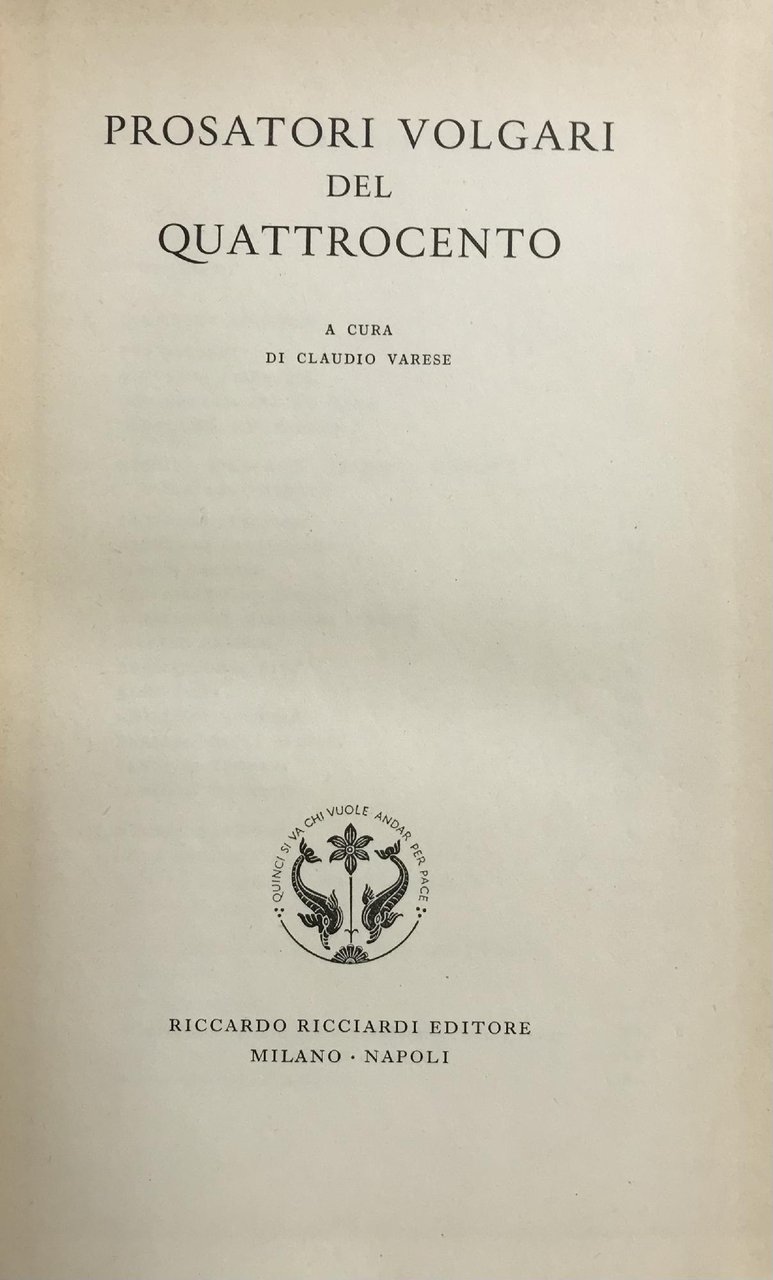 PROSATORI VOLGARI
DEL
QUATTROCENTO
A CURA
DI CLAUDIO VARESE
QUINCI SI VA CHI VUOLE ANDAR PER PACE
RICCARDO RICCIARDI EDITORE
MILANO · NAPOLI